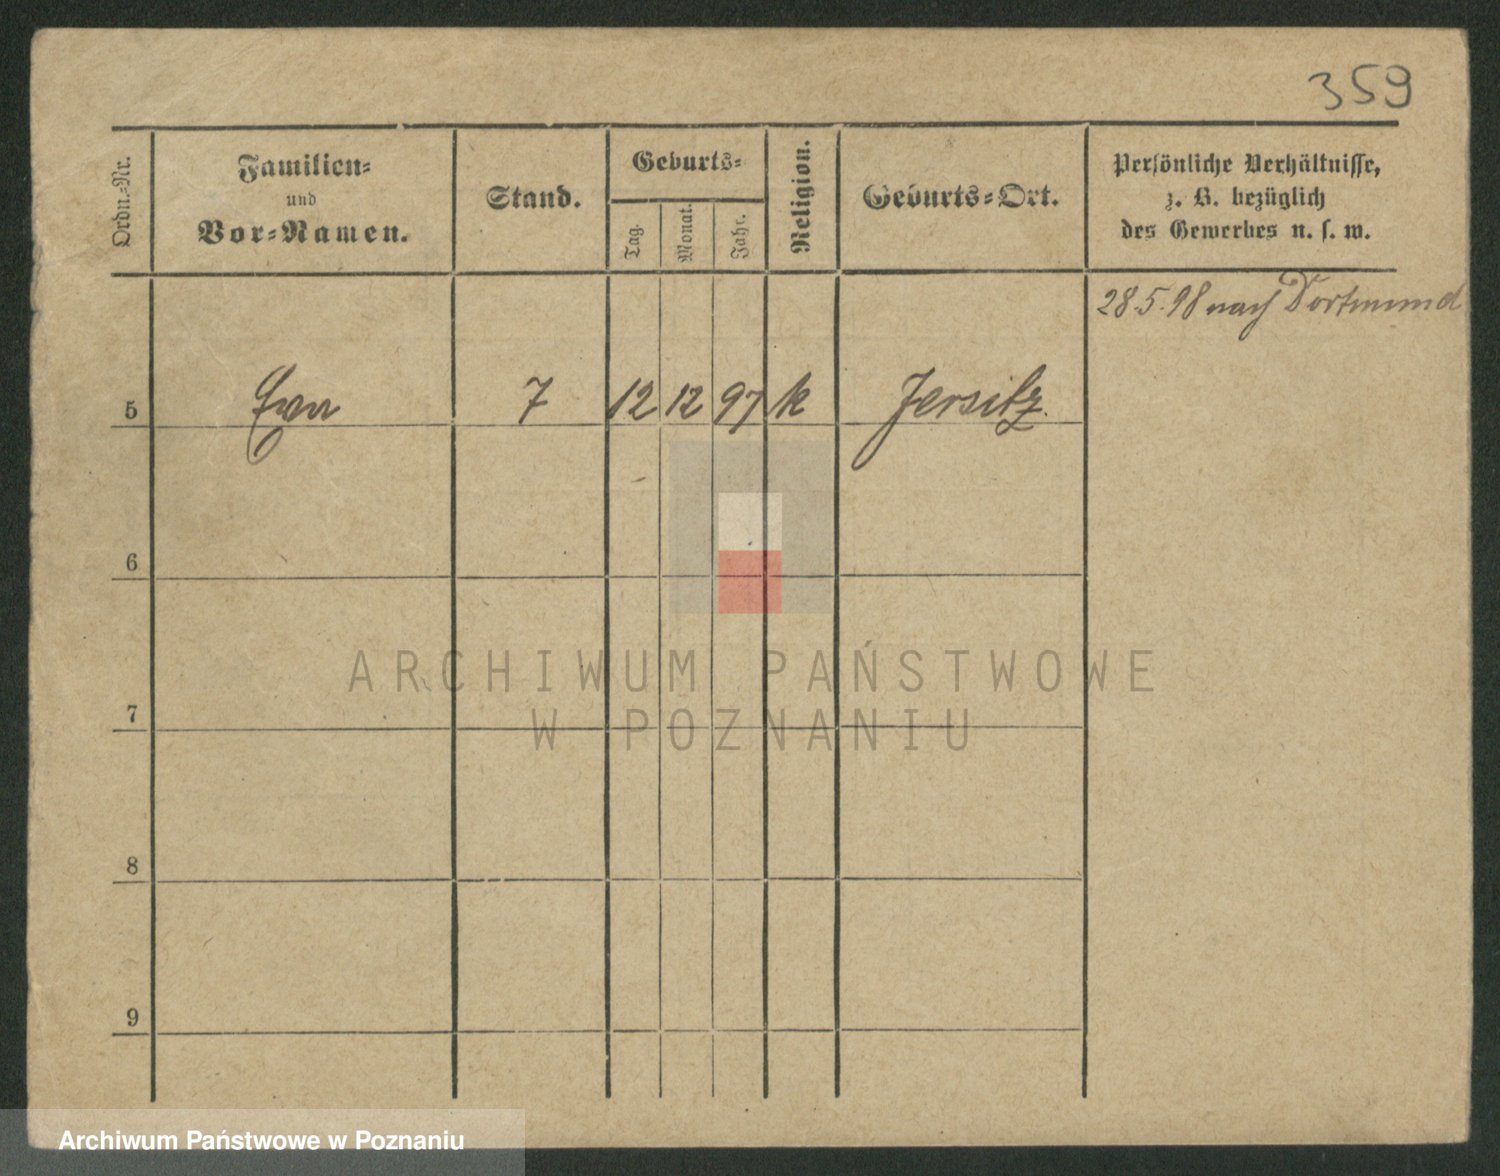 359
Ordn.-Nr.
Familien-
und
Vor-Namen.
Stand.
Geburts-
Tag.
Monat.
Jahr.
Religion.
Geburts-Ort.
Persönliche Verhältnisse,
z. B. bezüglich
des Gewerbes u. s. w.
28.5.98 nach Dortmund
5 Eva 7 12 12 97 k Jersitz.
6
7
8
9
ARCHIWUM PAŃSTWOWE
W POZNANIU
Archiwum Państwowe w Poznaniu